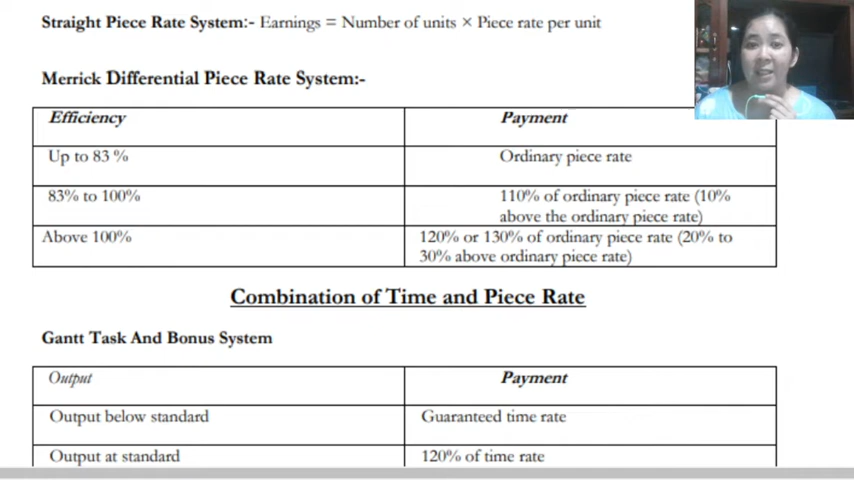 Straight Piece Rate System:- Earnings = Number of units × Piece rate per unit
Merrick Differential Piece Rate System:-
Efficiency
Payment
Up to 83 %
Ordinary piece rate
83% to 100%
110% of ordinary piece rate (10%
above the ordinary piece rate)
Above 100%
120% or 130% of ordinary piece rate (20% to
30% above ordinary piece rate)
Combination of Time and Piece Rate
Gantt Task And Bonus System
Output
Payment
Output below standard
Guaranteed time rate
Output at standard
120% of time rate